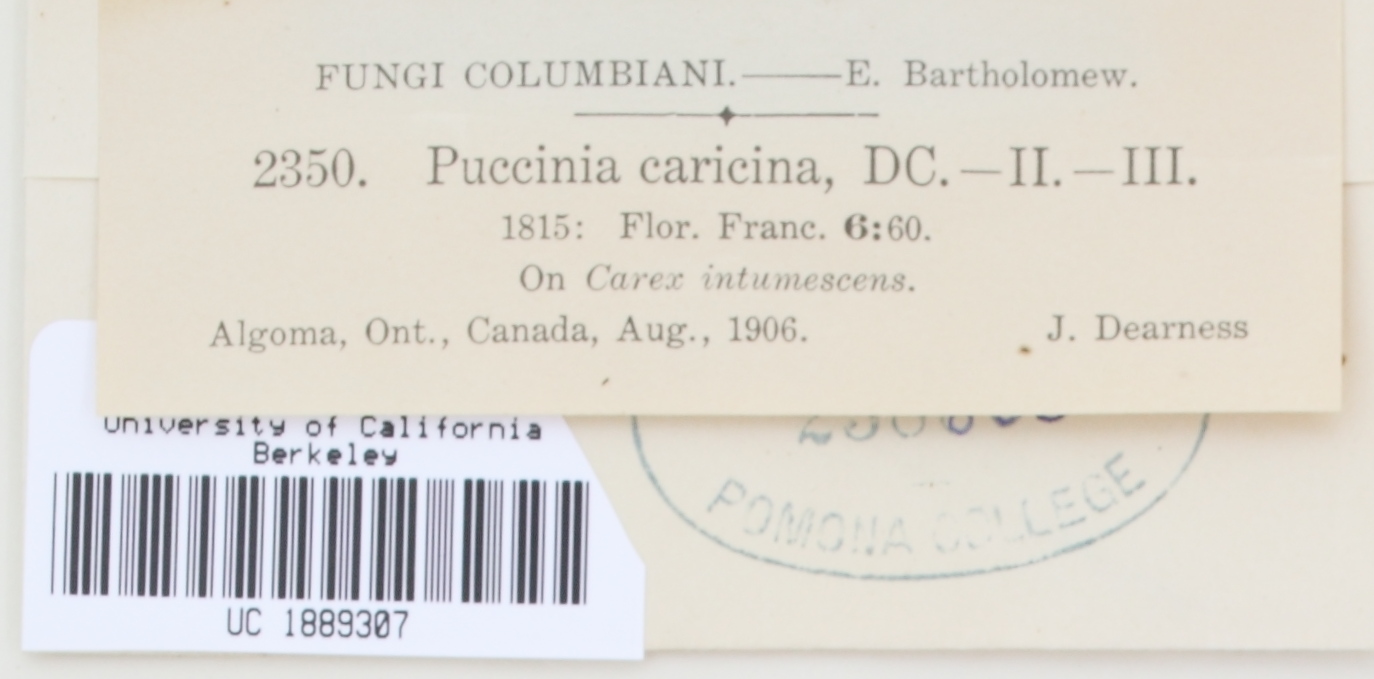 FUNGI COLUMBIANI.——E. Bartholomew.
2350. Puccinia caricina, DC.—II.—III.
1815: Flor. Franc. 6:60.
On Carex intumescens.
Algoma, Ont., Canada, Aug., 1906. J. Dearness
University of California
Berkeley
UC 1889307
POMONA COLLEGE